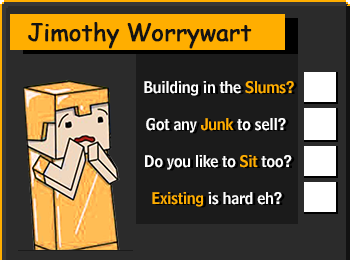 Jimothy Worrywart
Building in the Slums?
Got any Junk to sell?
Do you like to Sit too?
Existing is hard eh?